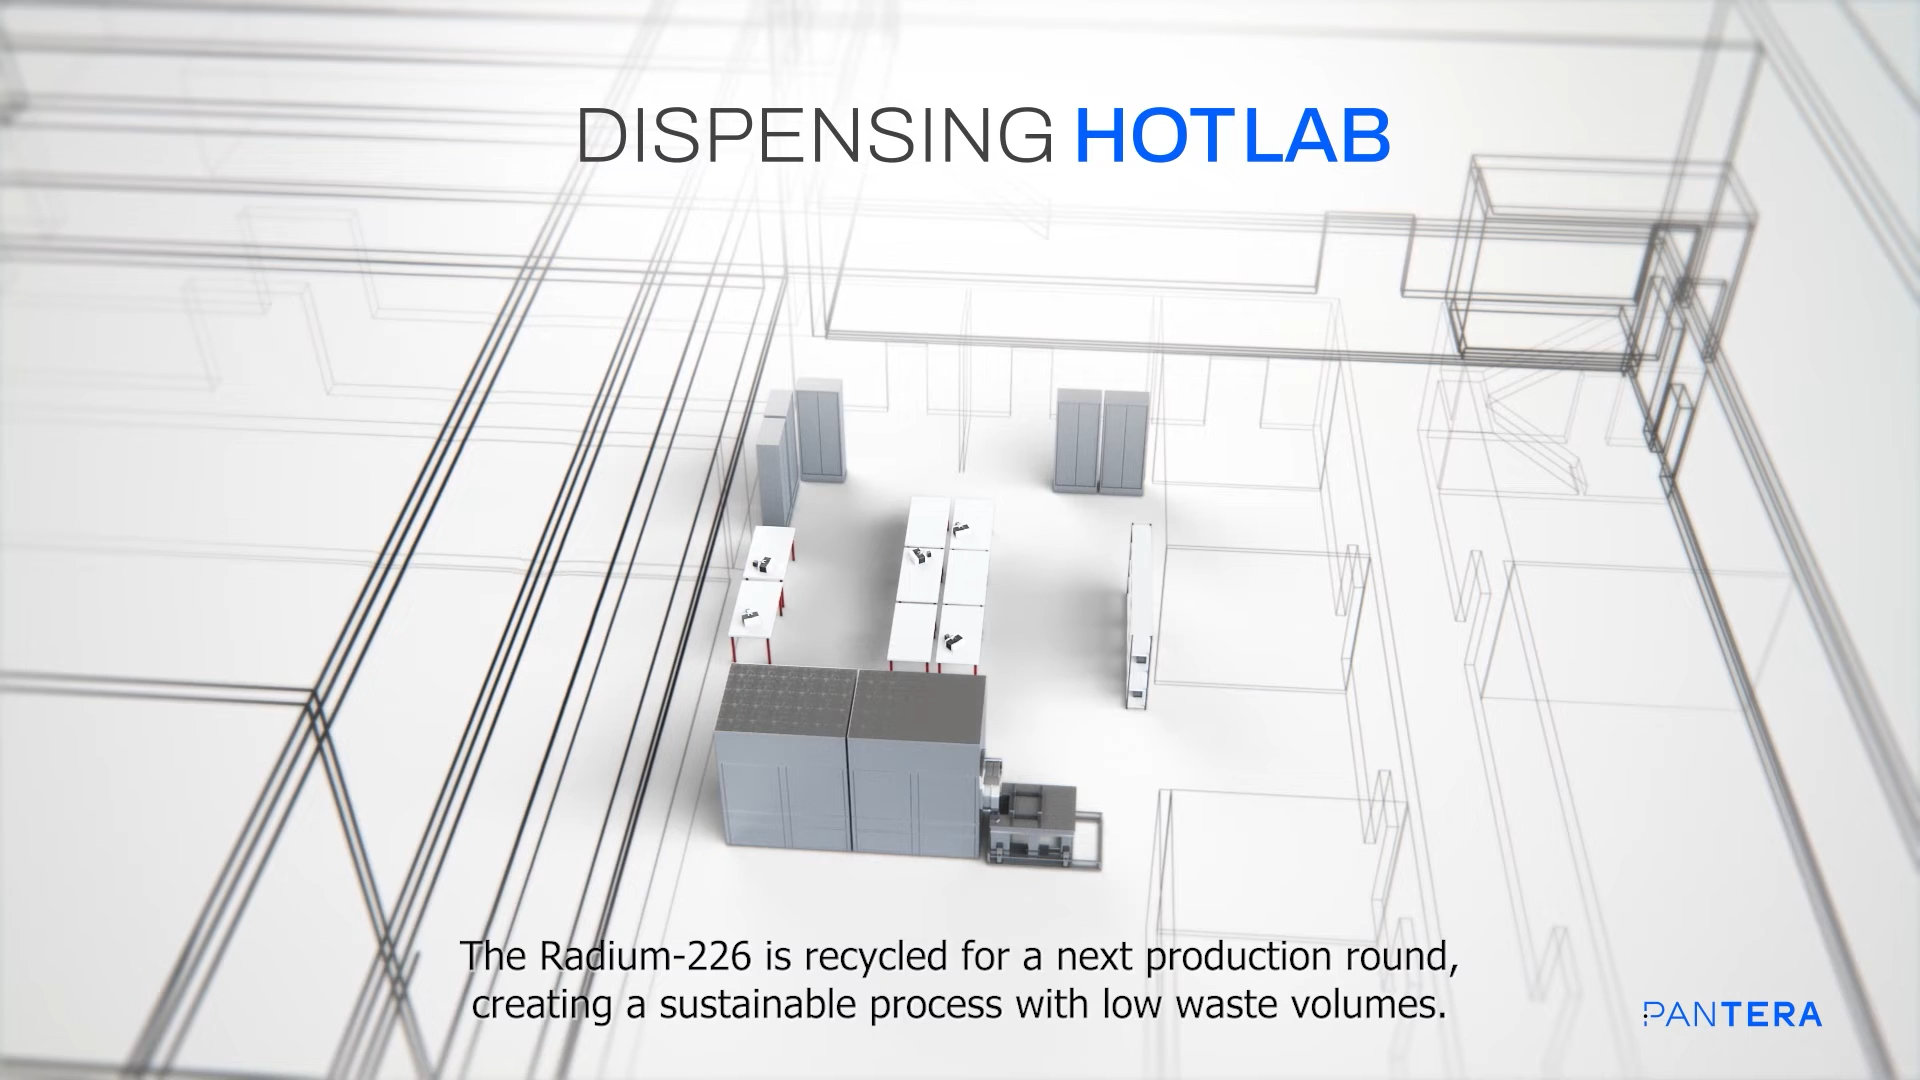 DISPENSING HOTLAB
The Radium-226 is recycled for a next production round,
creating a sustainable process with low waste volumes.
PANTERA